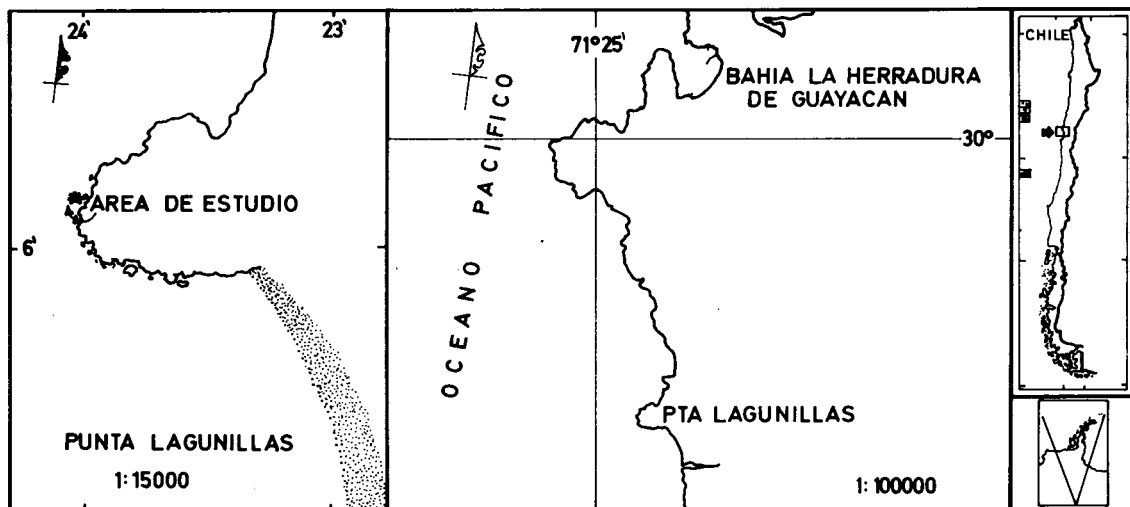 24'
23'
AREA DE ESTUDIO
6'
PUNTA LAGUNILLAS
1:15000
71°25'
BAHIA LA HERRADURA
DE GUAYACAN
30°
OCEANO PACIFICO
PTA LAGUNILLAS
1:100000
CHILE